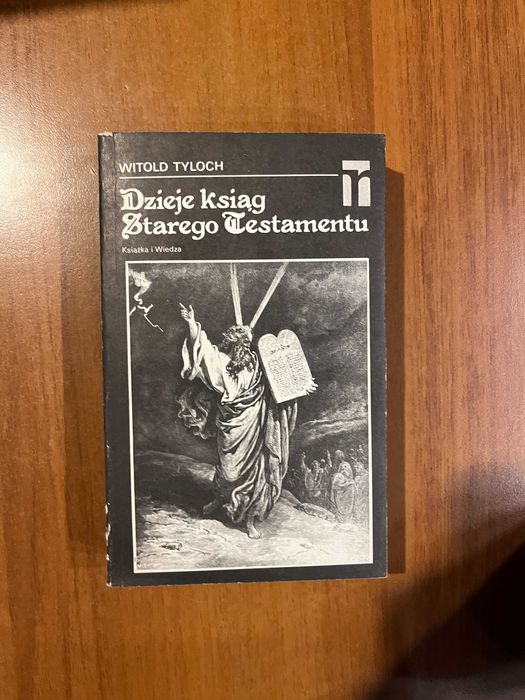 WITOLD TYLOCH
Dzieje ksiąg
Starego Testamentu
Książka i Wiedza